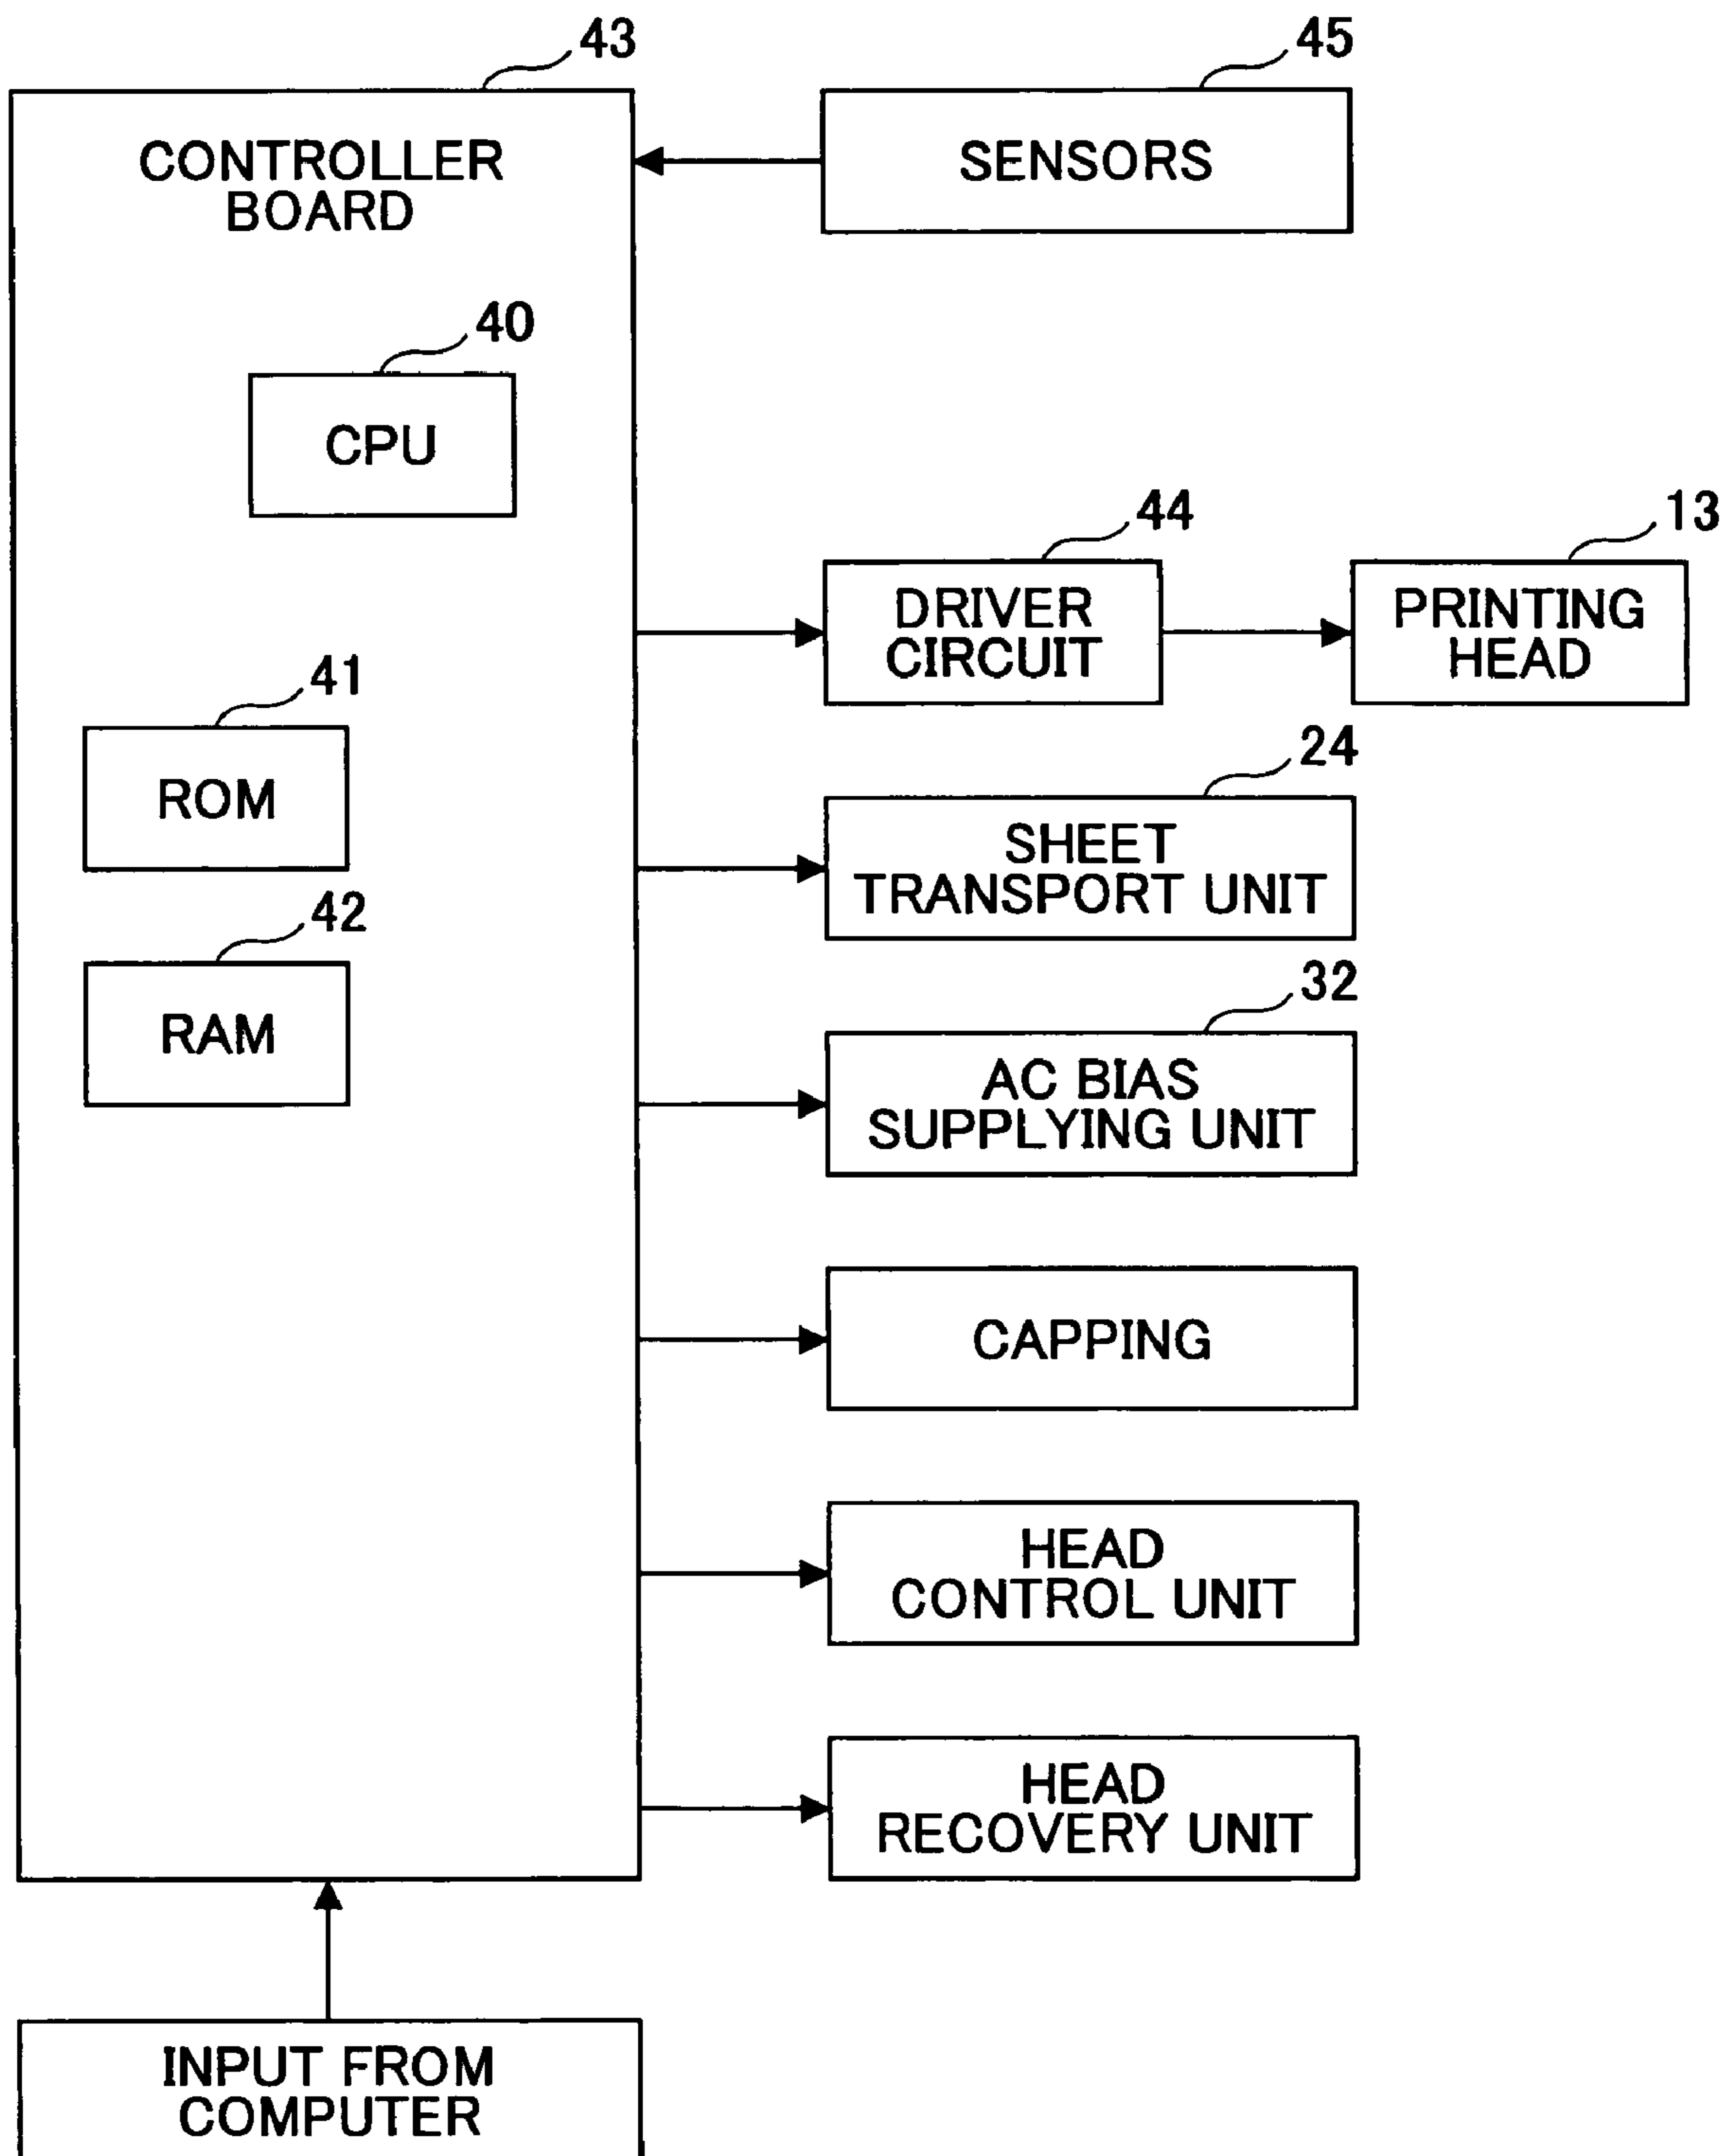 43
45
CONTROLLER
BOARD
SENSORS
40
CPU
44
13
DRIVER
CIRCUIT
PRINTING
HEAD
41
ROM
24
SHEET
TRANSPORT UNIT
42
RAM
32
AC BIAS
SUPPLYING UNIT
CAPPING
HEAD
CONTROL UNIT
HEAD
RECOVERY UNIT
INPUT FROM
COMPUTER